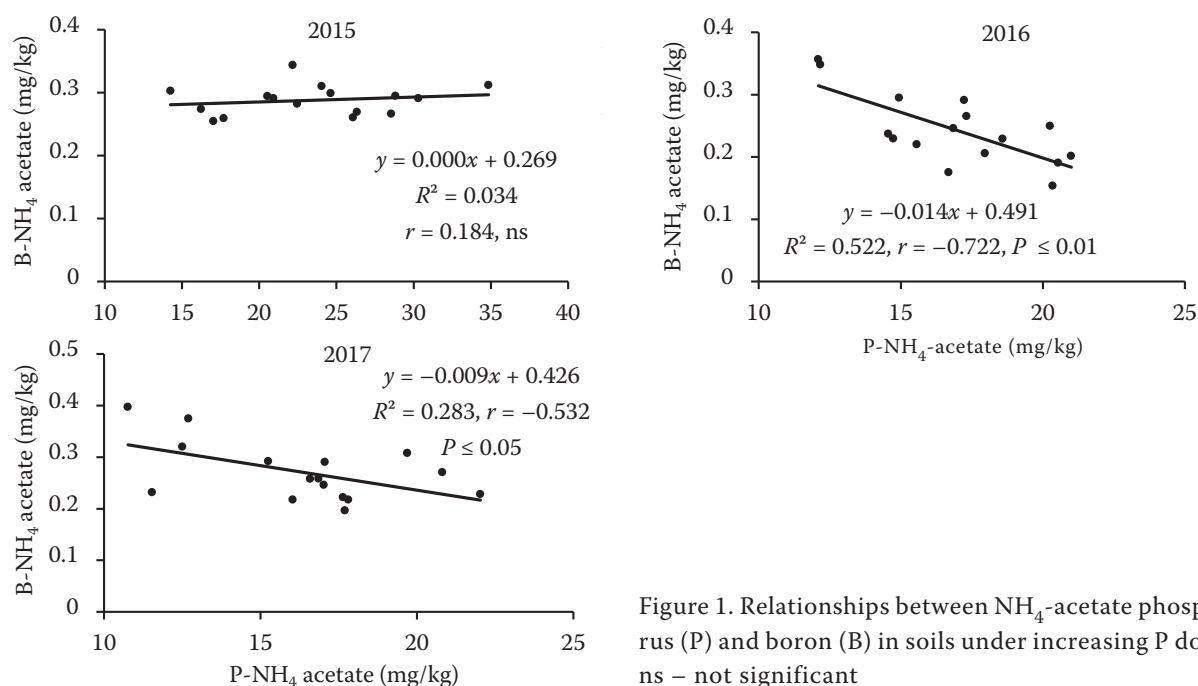 2015
B-NH₄ acetate (mg/kg)
0.4
0.3
0.2
0.1
0
y = 0.000x + 0.269
R² = 0.034
r = 0.184, ns
10 15 20 25 30 35 40
2016
B-NH₄ acetate (mg/kg)
0.4
0.3
0.2
0.1
0
y = −0.014x + 0.491
R² = 0.522, r = −0.722, P ≤ 0.01
10 15 20 25
P-NH₄-acetate (mg/kg)
2017
B-NH₄ acetate (mg/kg)
0.5
0.4
0.3
0.2
0.1
0
y = −0.009x + 0.426
R² = 0.283, r = −0.532
P ≤ 0.05
10 15 20 25
P-NH₄ acetate (mg/kg)
Figure 1. Relationships between NH₄-acetate phosp
rus (P) and boron (B) in soils under increasing P do
ns – not significant